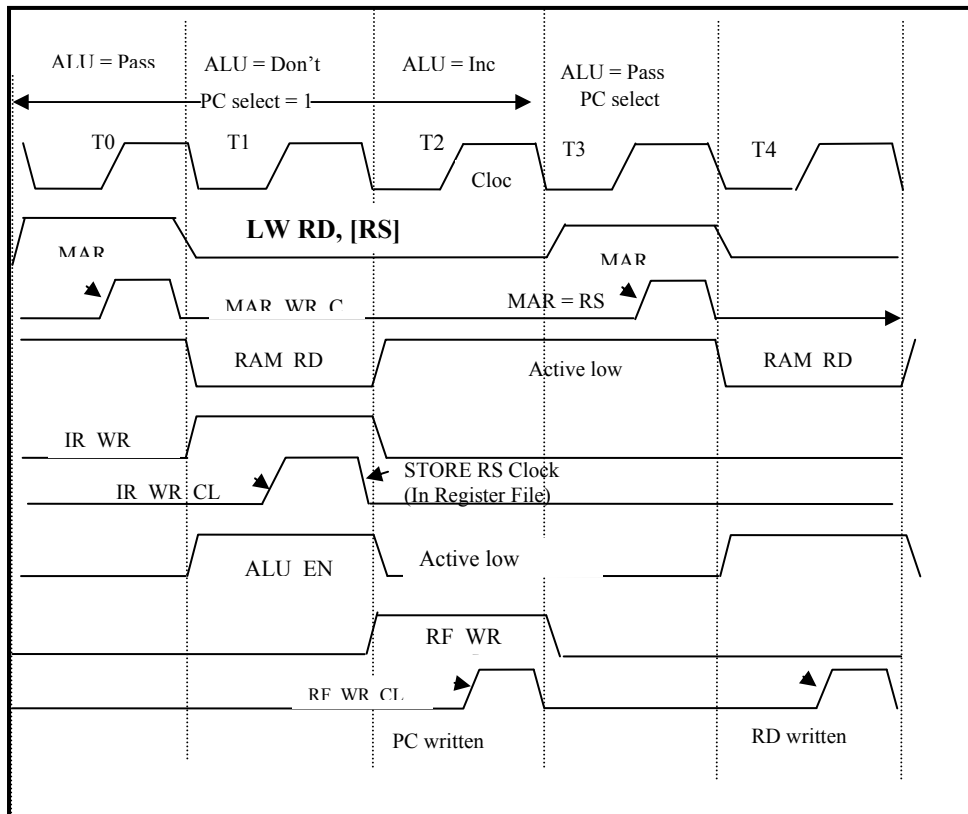 ALU = Pass
ALU = Don't
ALU = Inc
ALU = Pass
PC select = 1
PC select
T0
T1
T2
T3
T4
Cloc
LW RD, [RS]
MAR
MAR
MAR WR C
MAR = RS
RAM RD
Active low
RAM RD
IR WR
IR WR CL
STORE RS Clock
(In Register File)
ALU EN
Active low
RF WR
RF WR CL
PC written
RD written